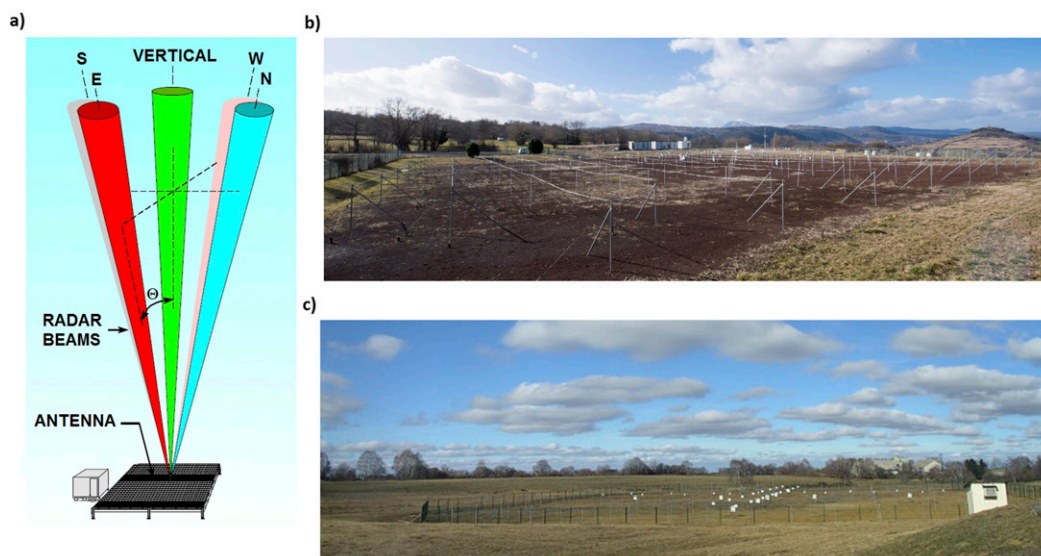 a)
S
E
VERTICAL
W
N
Θ
RADAR
BEAMS
ANTENNA
b)
c)